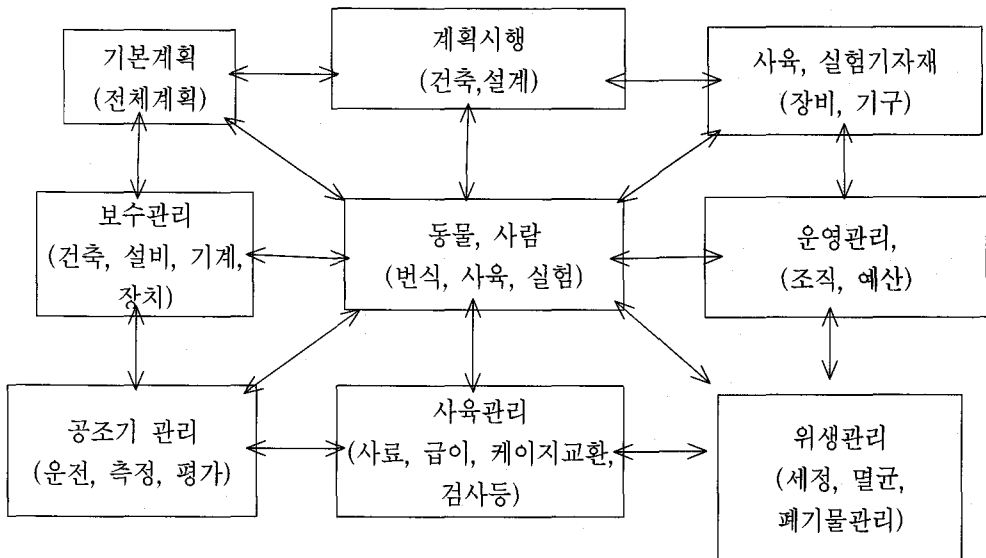 기본계획
(전체계획)
계획시행
(건축,설계)
사육, 실험기자재
(장비, 기구)
보수관리
(건축, 설비, 기계,
장치)
동물, 사람
(번식, 사육, 실험)
운영관리,
(조직, 예산)
공조기 관리
(운전, 측정, 평가)
사육관리
(사료, 급이, 케이지교환,
검사등)
위생관리
(세정, 멸균,
폐기물관리)